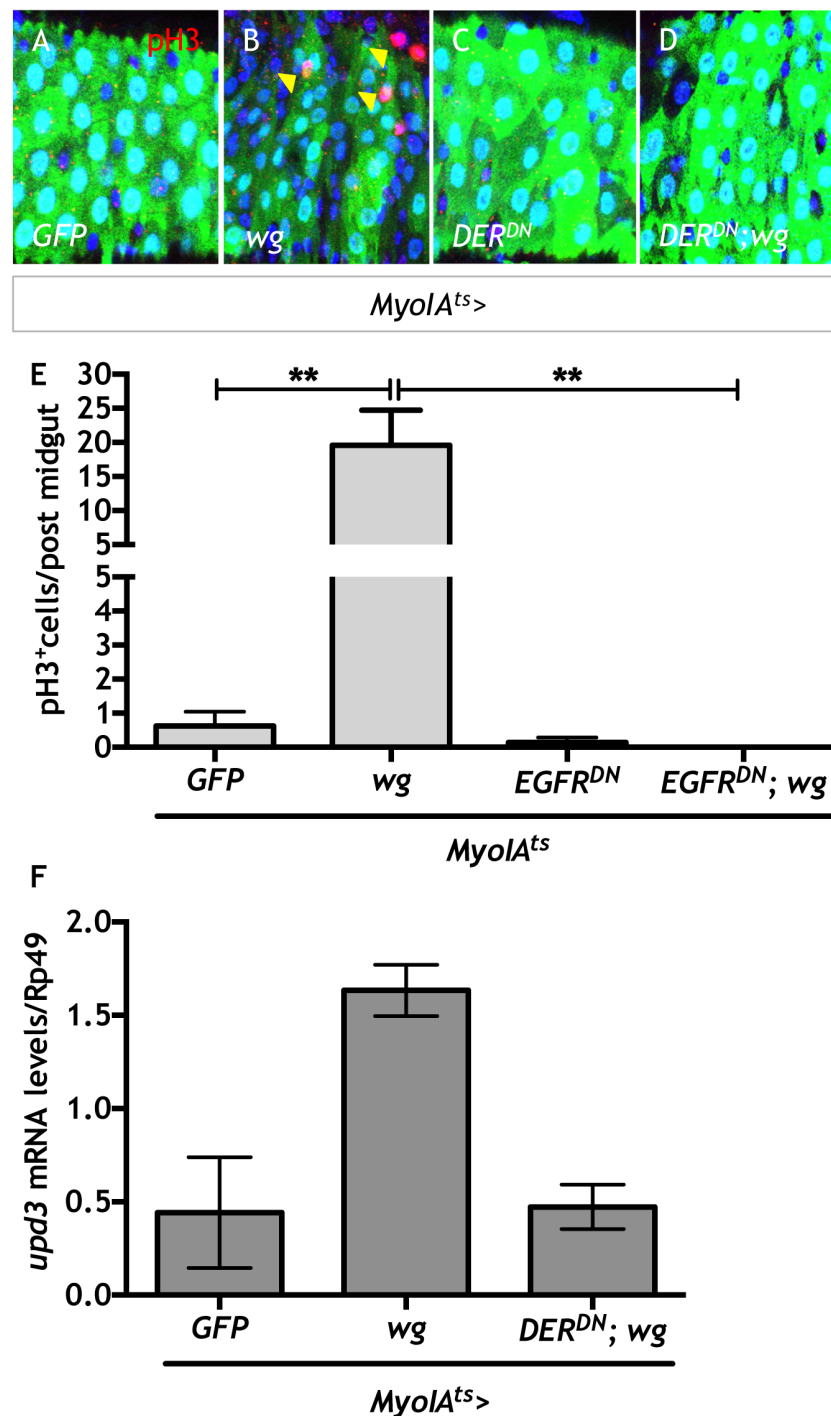 A pH3 B C D
GFP wg DERᴰᴺ DERᴰᴺ;wg
MyoIAᵗˢ>
E
** **
30
25
20
15
10
5
5
4
3
2
1
0
pH3⁺cells/post midgut
GFP wg EGFRᴰᴺ EGFRᴰᴺ; wg
MyoIAᵗˢ
F
2.0
1.5
1.0
0.5
0.0
upd3 mRNA levels/Rp49
GFP wg DERᴰᴺ; wg
MyoIAᵗˢ>